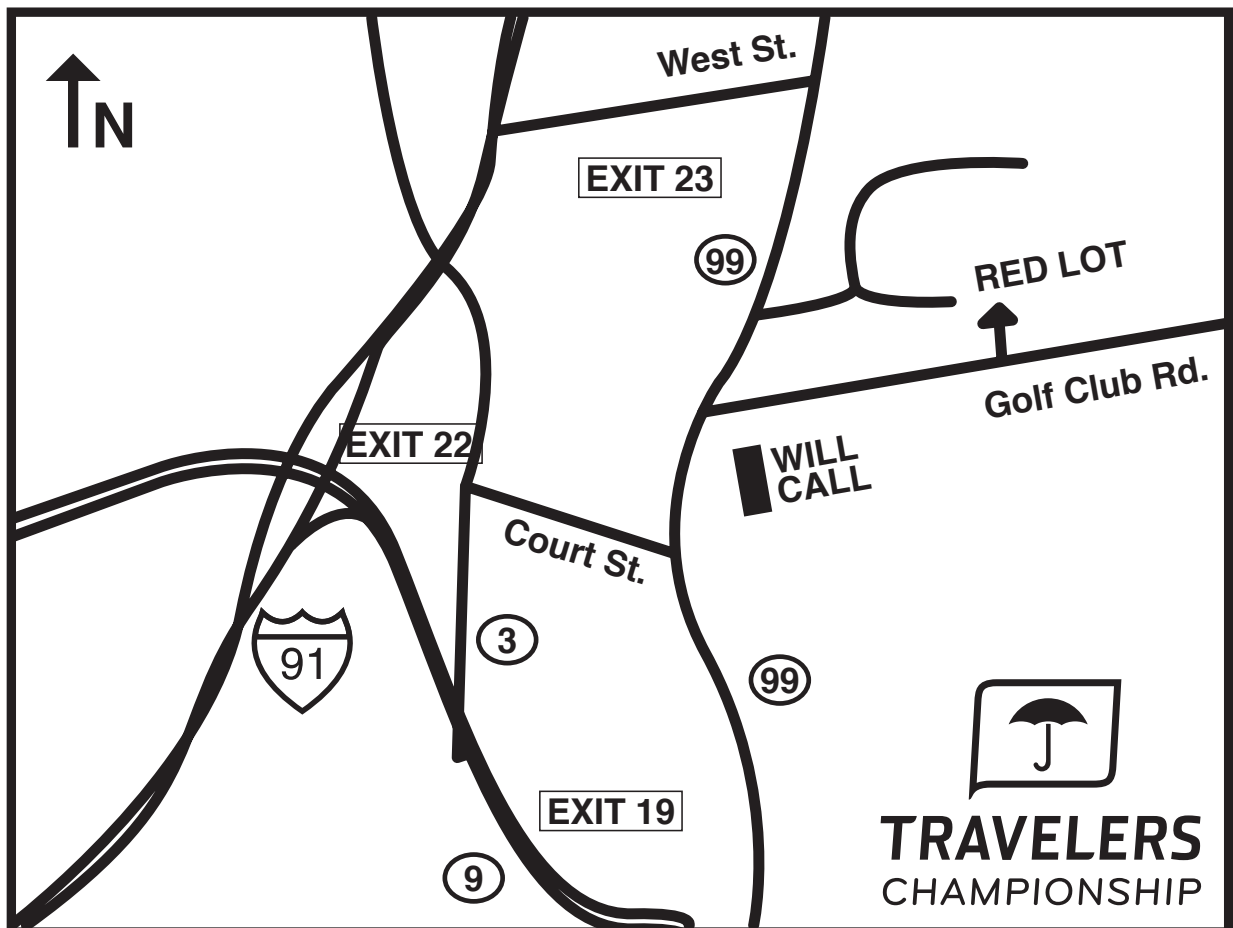 West St.
N
EXIT 23
99
RED LOT
Golf Club Rd.
EXIT 22
WILL
CALL
Court St.
3
91
99
EXIT 19
9
TRAVELERS
CHAMPIONSHIP